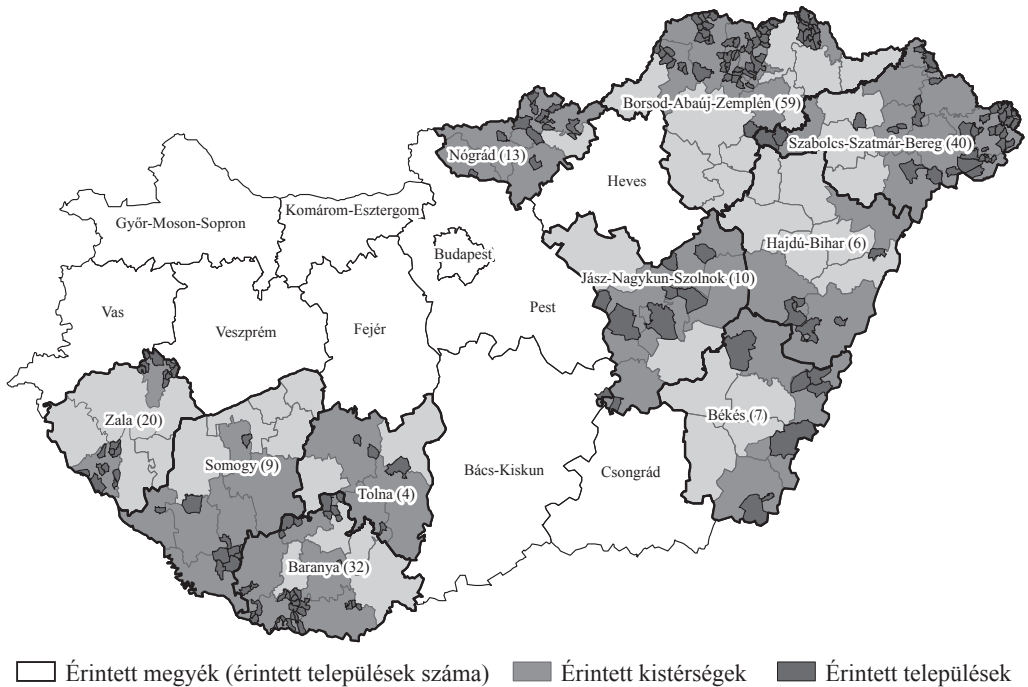 Borsod-Abaúj-Zemplén (59)
Szabolcs-Szatmár-Bereg (40)
Nógrád (13)
Heves
Komárom-Esztergom
Győr-Moson-Sopron
Hajdú-Bihar (6)
Budapest
Jász-Nagykun-Szolnok (10)
Pest
Vas
Veszprém
Fejér
Zala (20)
Békés (7)
Somogy (9)
Bács-Kiskun
Csongrád
Tolna (4)
Baranya (32)
Érintett megyék (érintett települések száma) Érintett kistérségek Érintett települések